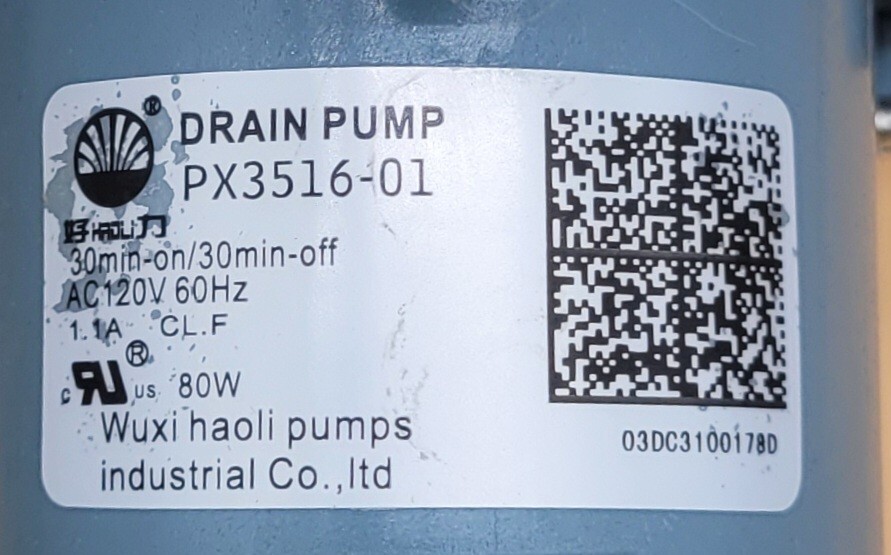 ®
DRAIN PUMP
PX3516-01
好HAOLI力
30min-on/30min-off
AC120V 60Hz
1.1A CL.F
®
c us 80W
Wuxi haoli pumps
industrial Co.,ltd
03DC3100178D